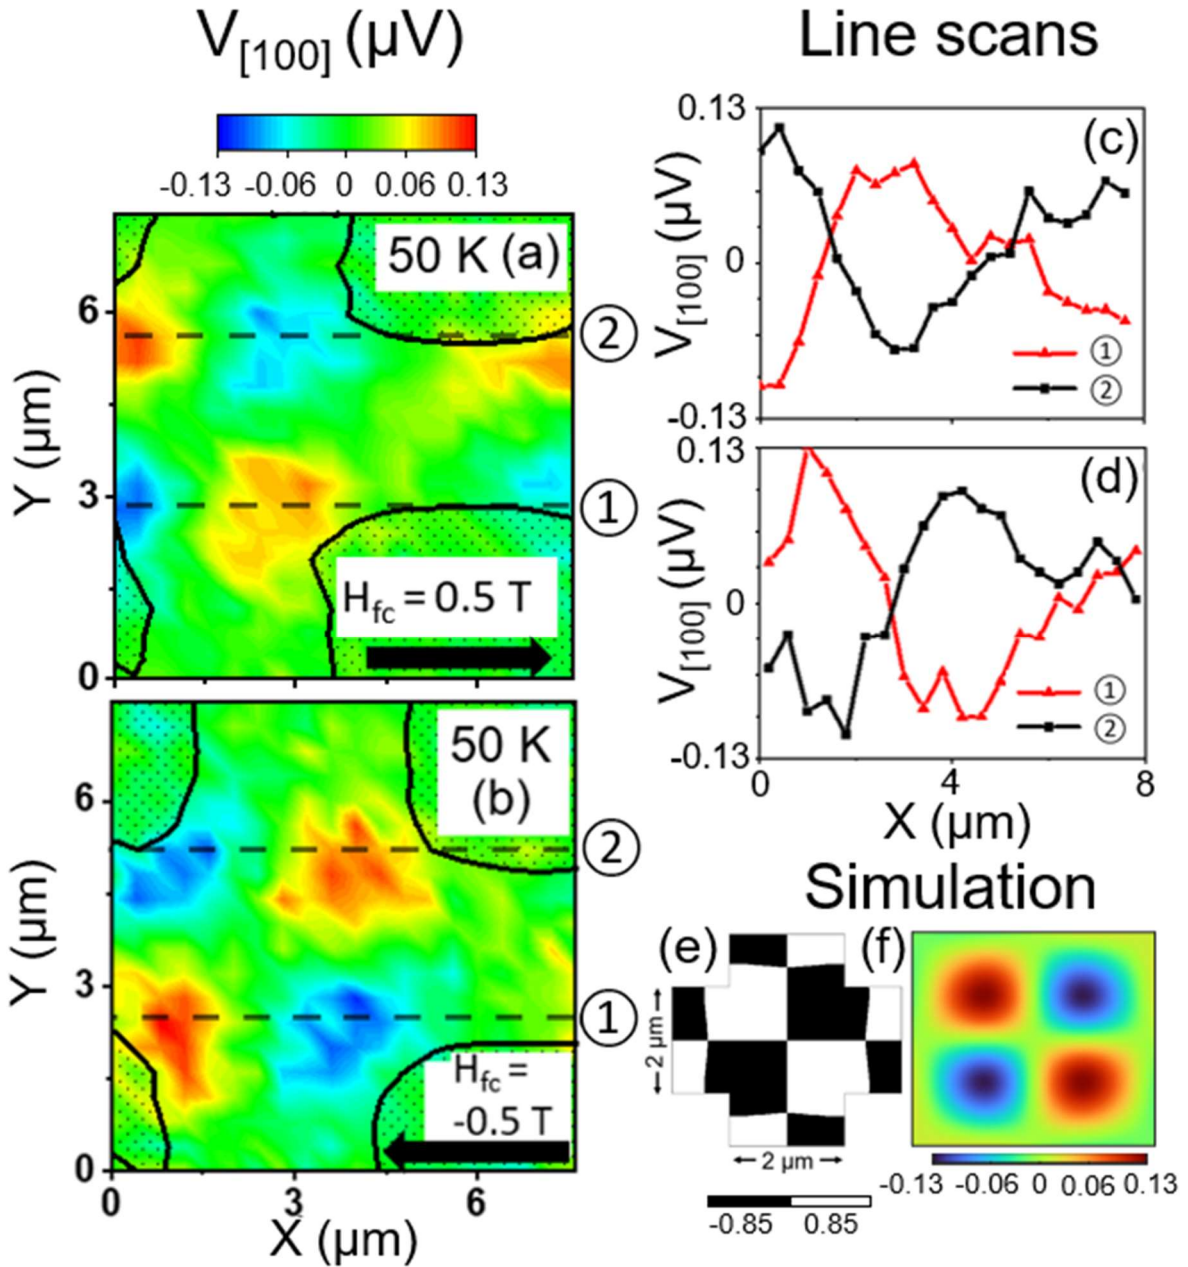 V[100] (μV)
-0.13 -0.06 0 0.06 0.13
50 K (a)
6
②
Y (μm)
3
①
Hfc = 0.5 T
0
50 K
(b)
6
②
Y (μm)
3
①
Hfc =
-0.5 T
0
0 3 6
X (μm)
Line scans
0.13
(c)
V[100] (μV)
0
①
②
-0.13
0.13
(d)
V[100] (μV)
0
①
②
-0.13
0 4 8
X (μm)
Simulation
(e)
2 μm
2 μm
-0.85 0.85
(f)
-0.13 -0.06 0 0.06 0.13